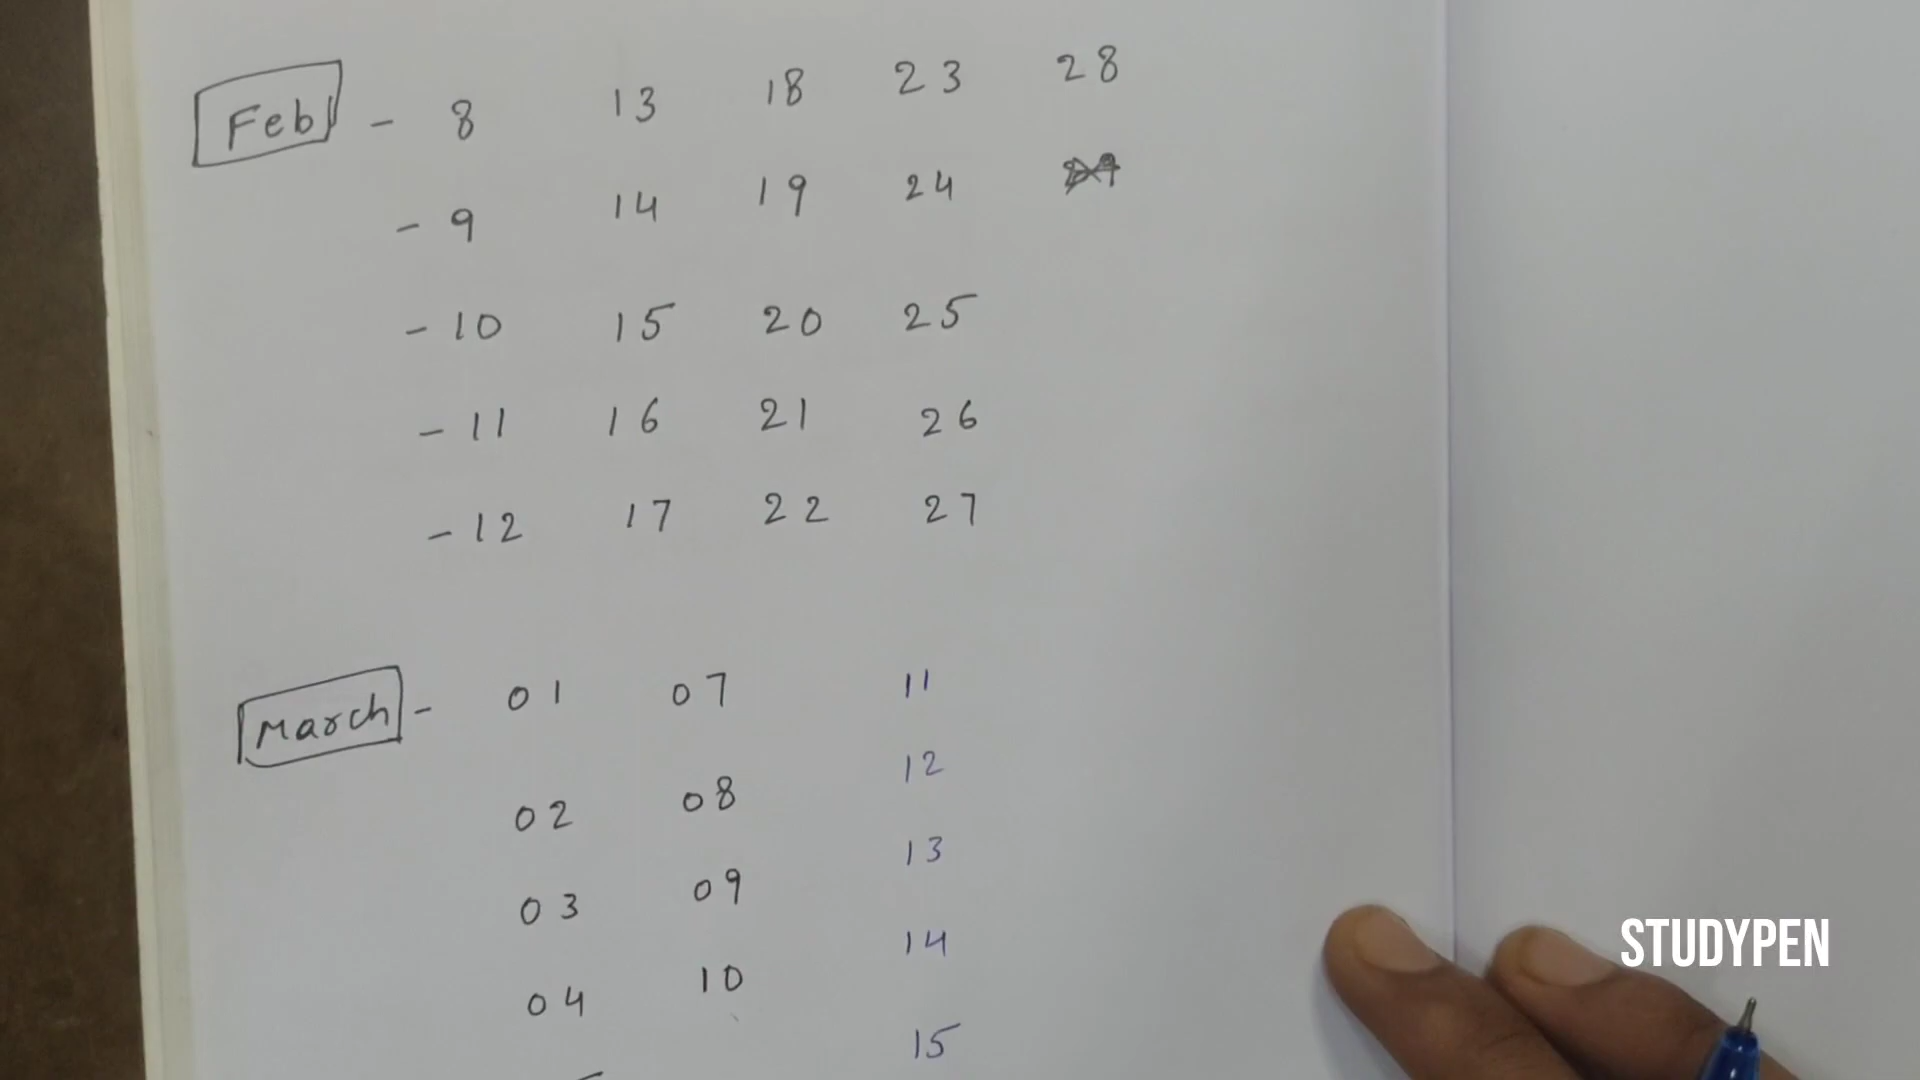 Feb - 8 13 18 23 28
- 9 14 19 24
- 10 15 20 25
- 11 16 21 26
- 12 17 22 27
March - 01 07 11
02 08 12
03 09 13
04 10 14
15
STUDYPEN